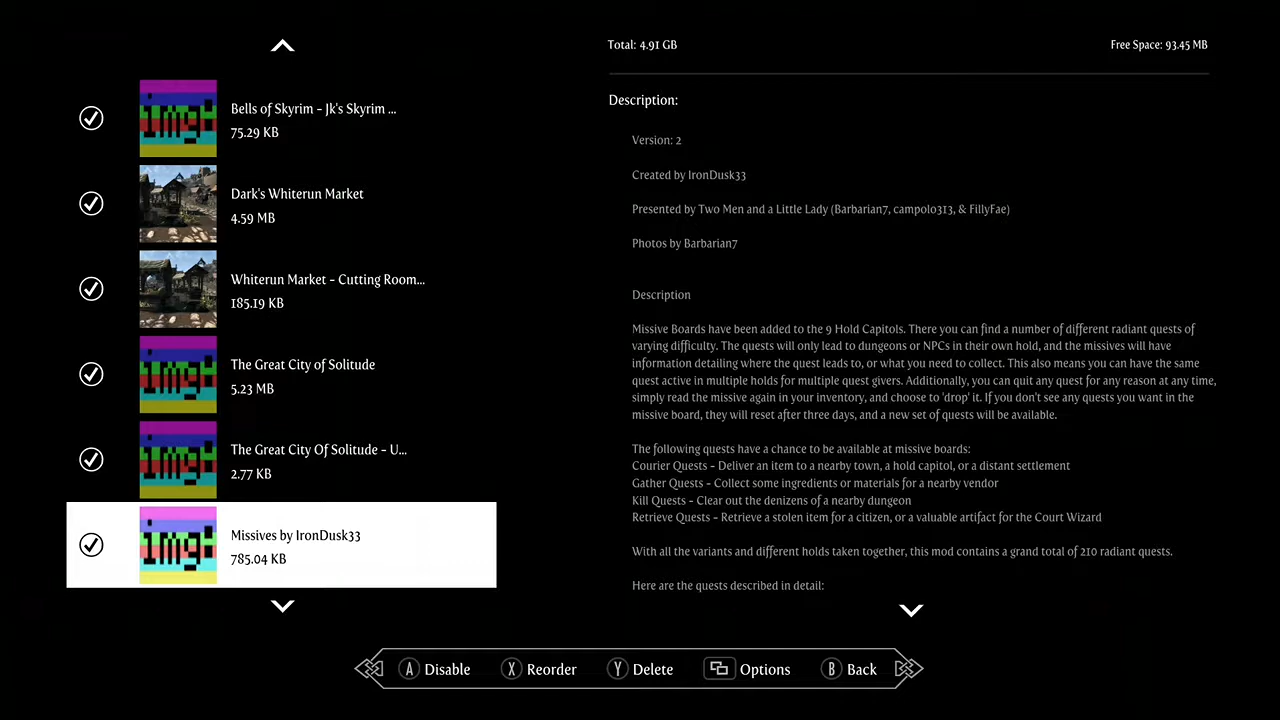 Total: 4.91 GB
Free Space: 93.45 MB
Bells of Skyrim - Jk's Skyrim ...
75.29 KB
Dark's Whiterun Market
4.59 MB
Whiterun Market - Cutting Room...
185.19 KB
The Great City of Solitude
5.23 MB
The Great City Of Solitude - U...
2.77 KB
Missives by IronDusk33
785.04 KB
Description:
Version: 2
Created by IronDusk33
Presented by Two Men and a Little Lady (Barbarian7, campolo313, & FillyFae)
Photos by Barbarian7
Description
Missive Boards have been added to the 9 Hold Capitols. There you can find a number of different radiant quests of
varying difficulty. The quests will only lead to dungeons or NPCs in their own hold, and the missives will have
information detailing where the quest leads to, or what you need to collect. This also means you can have the same
quest active in multiple holds for multiple quest givers. Additionally, you can quit any quest for any reason at any time,
simply read the missive again in your inventory, and choose to 'drop' it. If you don't see any quests you want in the
missive board, they will reset after three days, and a new set of quests will be available.
The following quests have a chance to be available at missive boards:
Courier Quests - Deliver an item to a nearby town, a hold capitol, or a distant settlement
Gather Quests - Collect some ingredients or materials for a nearby vendor
Kill Quests - Clear out the denizens of a nearby dungeon
Retrieve Quests - Retrieve a stolen item for a citizen, or a valuable artifact for the Court Wizard
With all the variants and different holds taken together, this mod contains a grand total of 210 radiant quests.
Here are the quests described in detail:
A Disable X Reorder Y Delete Options B Back